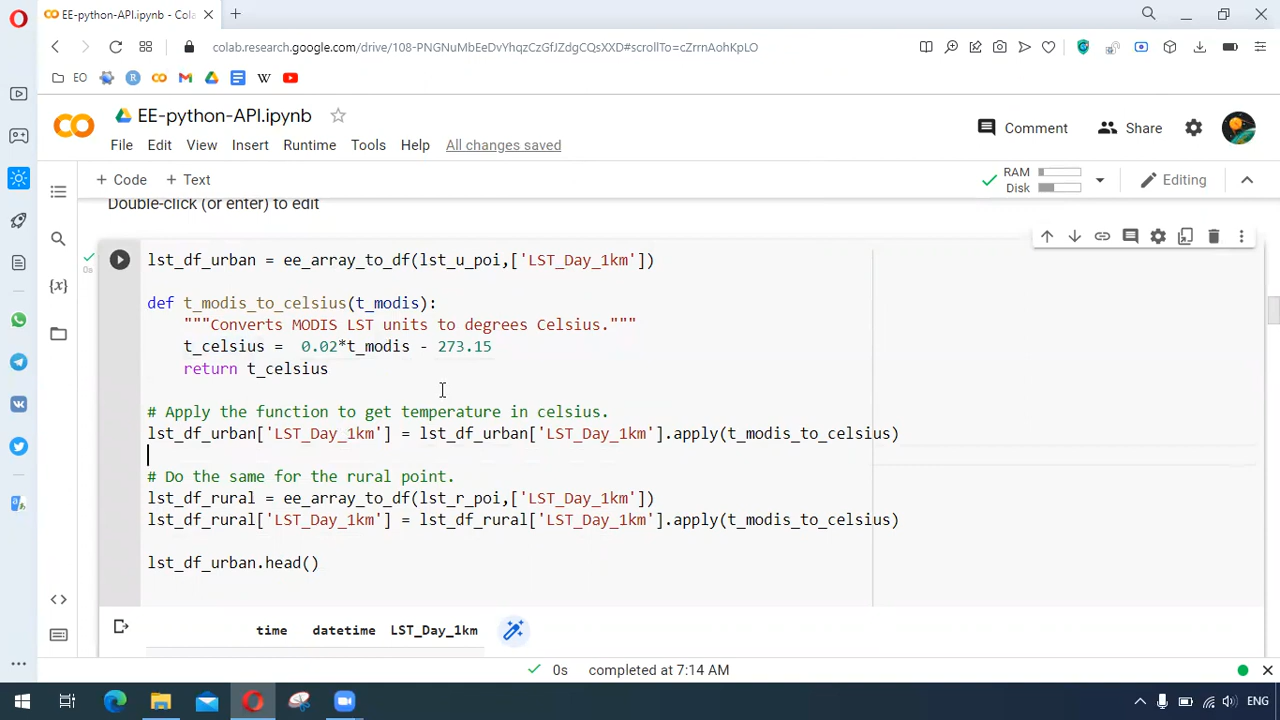 EE-python-API.ipynb - Cola
colab.research.google.com/drive/108-PNGNuMbEeDvYhqzCzGfJZdgCQsXXD#scrollTo=cZrrnAohKpLO
EO
EE-python-API.ipynb
File Edit View Insert Runtime Tools Help All changes saved
Comment Share
+ Code + Text
RAM
Disk
Editing
Double-click (or enter) to edit
0s
lst_df_urban = ee_array_to_df(lst_u_poi,['LST_Day_1km'])
def t_modis_to_celsius(t_modis):
"""Converts MODIS LST units to degrees Celsius."""
t_celsius =  0.02*t_modis - 273.15
return t_celsius
# Apply the function to get temperature in celsius.
lst_df_urban['LST_Day_1km'] = lst_df_urban['LST_Day_1km'].apply(t_modis_to_celsius)
# Do the same for the rural point.
lst_df_rural = ee_array_to_df(lst_r_poi,['LST_Day_1km'])
lst_df_rural['LST_Day_1km'] = lst_df_rural['LST_Day_1km'].apply(t_modis_to_celsius)
lst_df_urban.head()
time datetime LST_Day_1km
0s completed at 7:14 AM
ENG